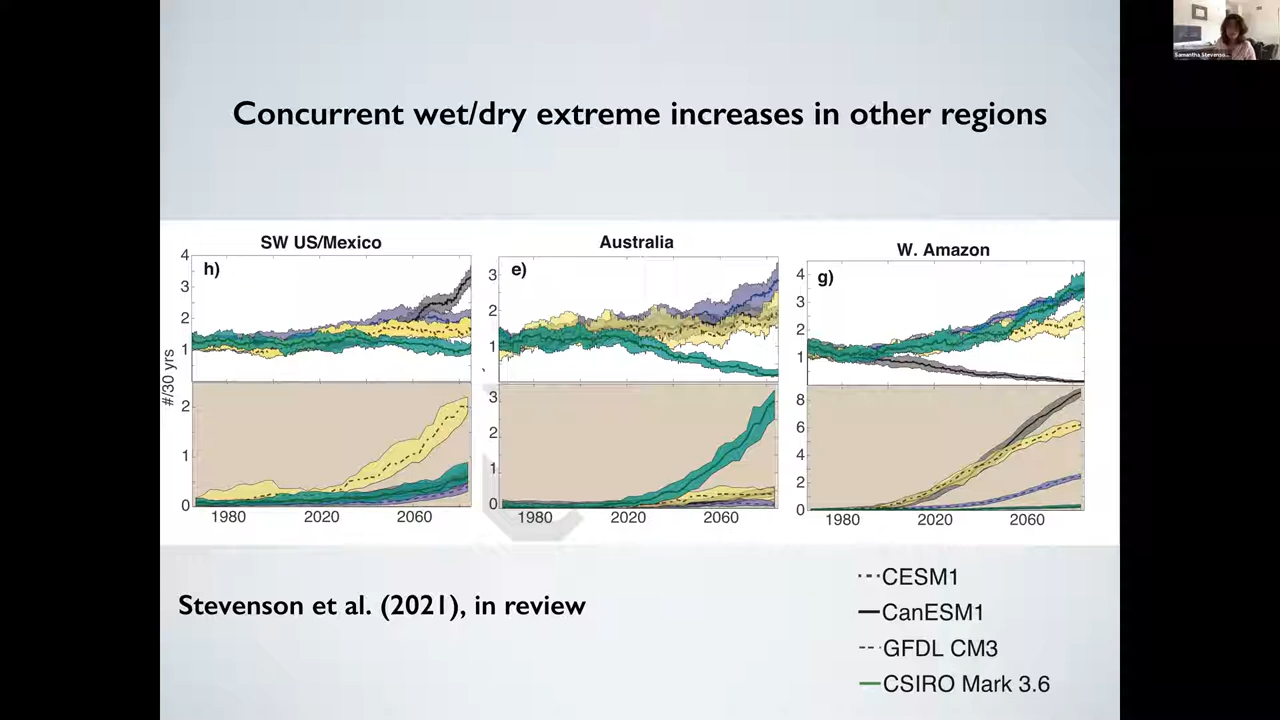 Samantha Stevenso...
Concurrent wet/dry extreme increases in other regions
SW US/Mexico
Australia
W. Amazon
h)
e)
g)
4
3
2
1
3
2
1
4
3
2
1
#/30 yrs
2
1
0
3
2
1
0
8
6
4
2
0
1980
2020
2060
1980
2020
2060
1980
2020
2060
Stevenson et al. (2021), in review
CESM1
CanESM1
GFDL CM3
CSIRO Mark 3.6